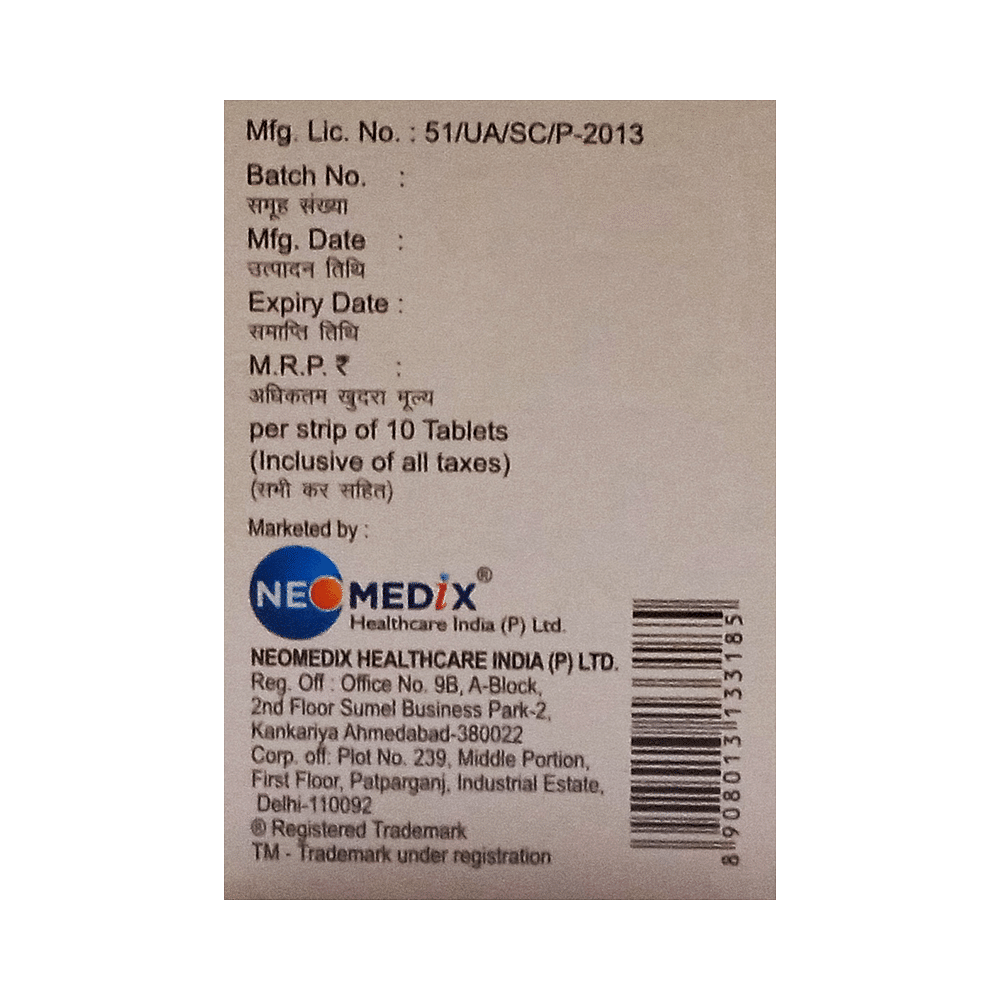 Mfg. Lic. No. : 51/UA/SC/P-2013
Batch No. :
समूह संख्या
Mfg. Date :
उत्पादन तिथि
Expiry Date :
समाप्ति तिथि
M.R.P. ₹ :
अधिकतम खुदरा मूल्य
per strip of 10 Tablets
(Inclusive of all taxes)
(सभी कर सहित)
Marketed by :
NEOMEDiX®
Healthcare India (P) Ltd.
NEOMEDIX HEALTHCARE INDIA (P) LTD.
Reg. Off : Office No. 9B, A-Block,
2nd Floor Sumel Business Park-2,
Kankariya Ahmedabad-380022
Corp. off: Plot No. 239, Middle Portion,
First Floor, Patparganj, Industrial Estate,
Delhi-110092
® Registered Trademark
TM - Trademark under registration
8908013133185